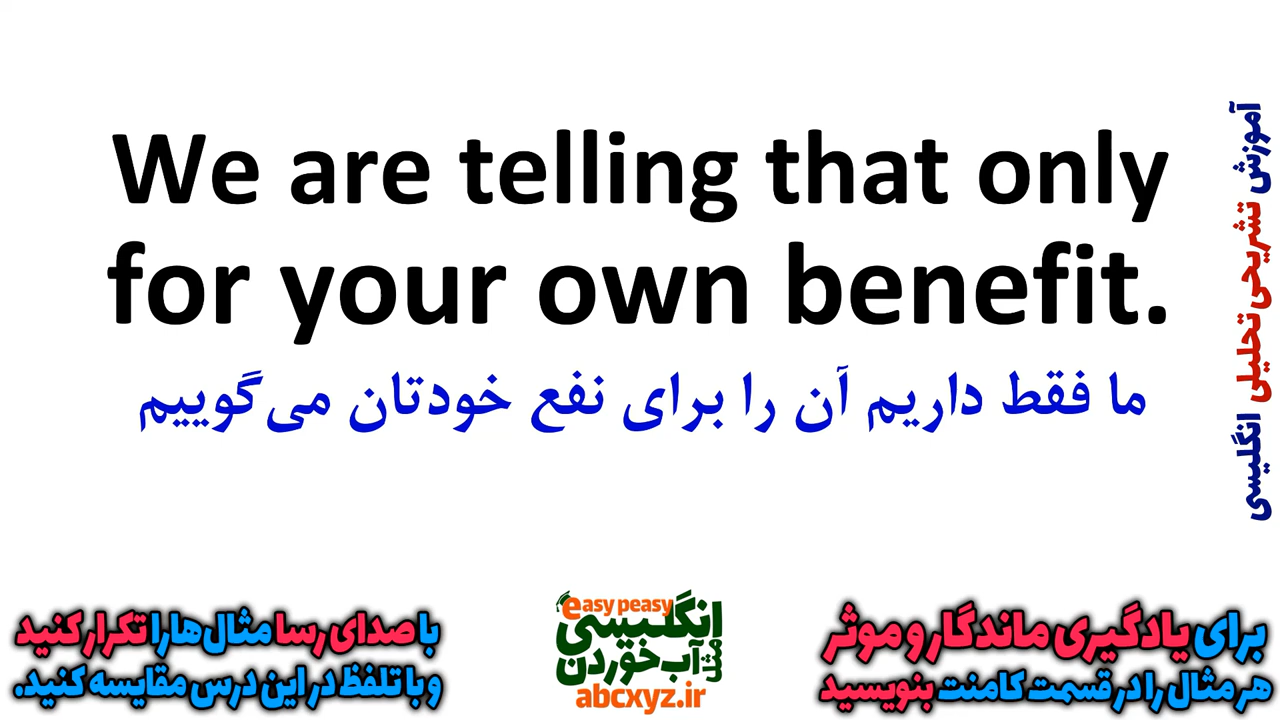 We are telling that only
for your own benefit.
ما فقط داریم آن را برای نفع خودتان می‌گوییم
آموزش تشریحی تحلیلی انگلیسی
برای یادگیری ماندگار و موثر
هر مثال را در قسمت کامنت بنویسید
easy peasy
انگلیسی
مثل آب خوردن
abcxyz.ir
با صدای رسا مثال‌ها را تکرار کنید
و با تلفظ در این درس مقایسه کنید.